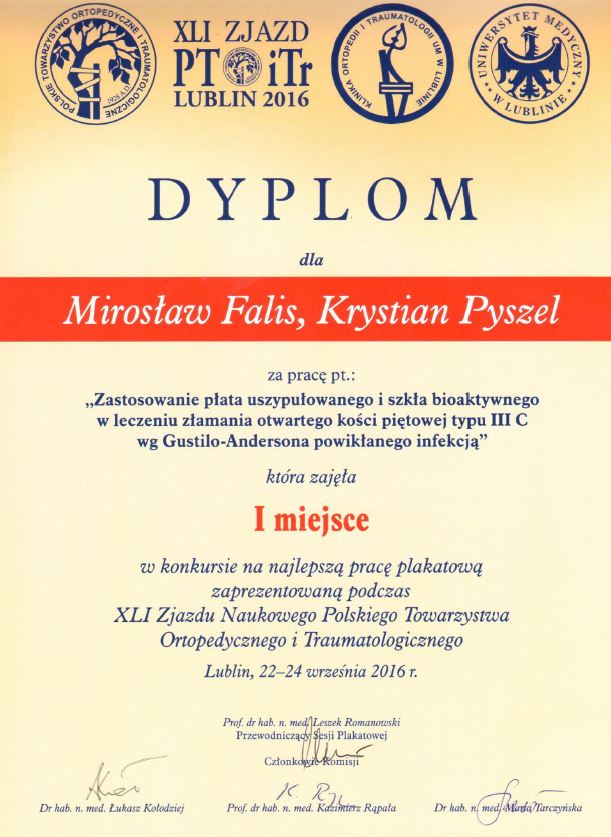 POLSKIE TOWARZYSTWO ORTOPEDYCZNE I TRAUMATOLOGICZNE
1928 A.D.
XLI ZJAZD
PT iTr
LUBLIN 2016
KLINIKA ORTOPEDII I TRAUMATOLOGII UM W LUBLINIE
UNIWERSYTET MEDYCZNY
W LUBLINIE
DYPLOM
dla
Mirosław Falis, Krystian Pyszel
za pracę pt.:
„Zastosowanie płata uszypułowanego i szkła bioaktywnego
w leczeniu złamania otwartego kości piętowej typu III C
wg Gustilo-Andersona powikłanego infekcją”
która zajęła
I miejsce
w konkursie na najlepszą pracę plakatową
zaprezentowaną podczas
XLI Zjazdu Naukowego Polskiego Towarzystwa
Ortopedycznego i Traumatologicznego
Lublin, 22–24 września 2016 r.
Prof. dr hab. n. med. Leszek Romanowski
Przewodniczący Sesji Plakatowej
Członkowie Komisji
Dr hab. n. med. Łukasz Kołodziej
Prof. dr hab. n. med. Kazimierz Rąpała
Dr hab. n. med. Marta Tarczyńska